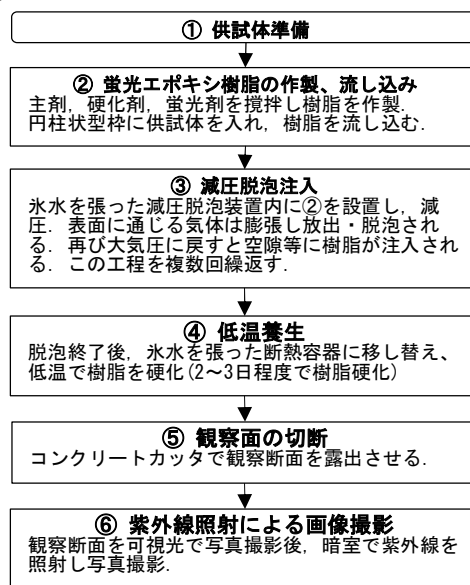 ① 供試体準備
② 蛍光エポキシ樹脂の作製、流し込み
主剤，硬化剤，蛍光剤を撹拌し樹脂を作製．
円柱状型枠に供試体を入れ，樹脂を流し込む．
③ 減圧脱泡注入
氷水を張った減圧脱泡装置内に②を設置し，減
圧．表面に通じる気体は膨張し放出・脱泡され
る．再び大気圧に戻すと空隙等に樹脂が注入され
る．この工程を複数回繰返す．
④ 低温養生
脱泡終了後，氷水を張った断熱容器に移し替え、
低温で樹脂を硬化(2～3日程度で樹脂硬化)
⑤ 観察面の切断
コンクリートカッタで観察断面を露出させる．
⑥ 紫外線照射による画像撮影
観察断面を可視光で写真撮影後，暗室で紫外線を
照射し写真撮影．